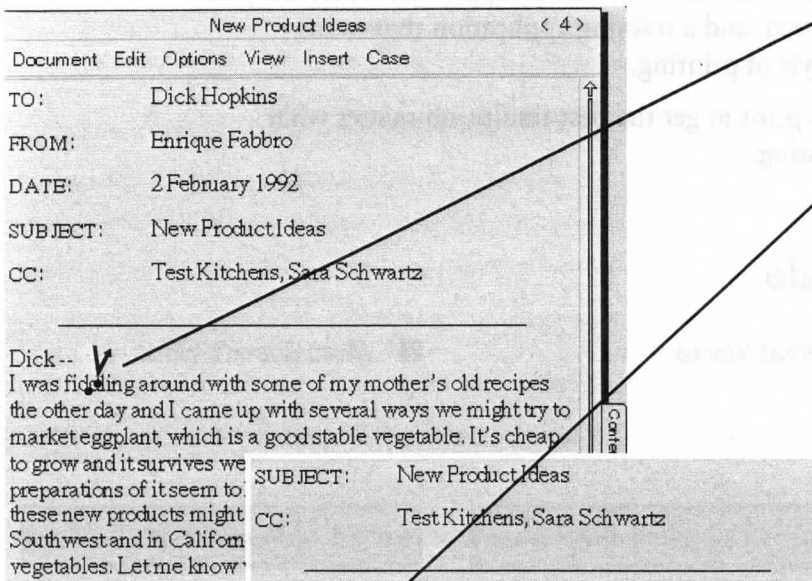 New Product Ideas < 4 >
Document Edit Options View Insert Case
TO: Dick Hopkins
FROM: Enrique Fabbro
DATE: 2 February 1992
SUBJECT: New Product Ideas
CC: Test Kitchens, Sara Schwartz
Dick-
I was fiddling around with some of my mother's old recipes
the other day and I came up with several ways we might try to
market eggplant, which is a good stable vegetable. It's cheap
to grow and it survives we
preparations of it seem to
these new products might
Southwest and in Californ
vegetables. Let me know
Conte
SUBJECT: New Product Ideas
CC: Test Kitchens, Sara Schwartz